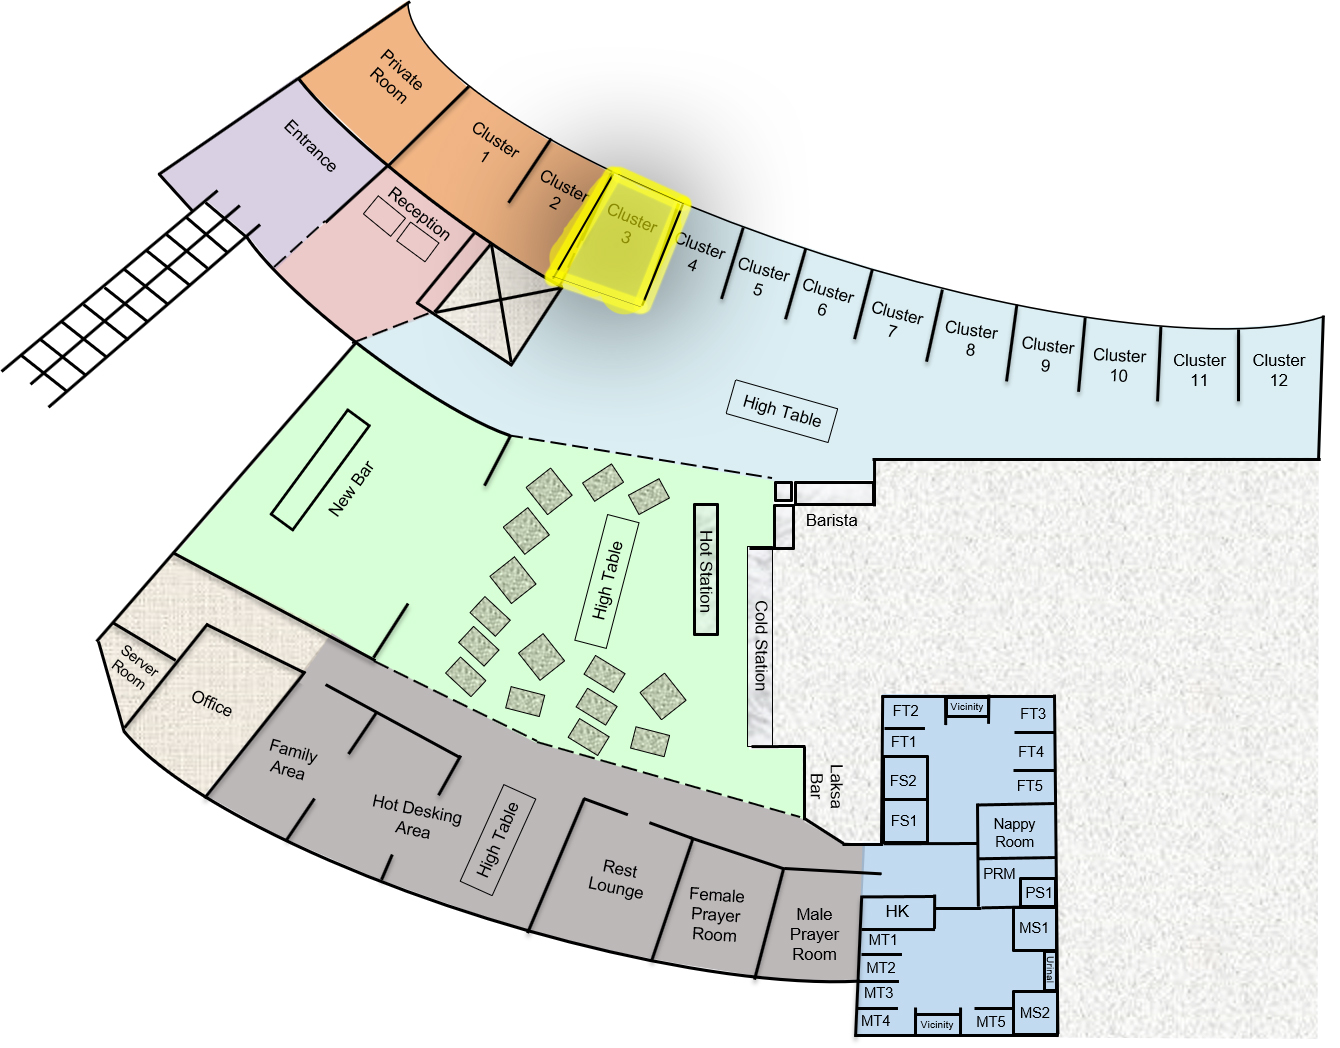 Private
Room
Entrance
Cluster
1
Cluster
2
Cluster
3
Cluster
4
Cluster
5
Cluster
6
Cluster
7
Cluster
8
Cluster
9
Cluster
10
Cluster
11
Cluster
12
Reception
High Table
New Bar
High Table
Hot Station
Barista
Cold Station
Laksa
Bar
Server
Room
Office
Family
Area
Hot Desking
Area
High Table
Rest
Lounge
Female
Prayer
Room
Male
Prayer
Room
FT2
Vicinity
FT3
FT1
FT4
FS2
FT5
FS1
Nappy
Room
PRM
PS1
HK
MS1
MT1
MT2
Urinal
MT3
MT4
Vicinity
MT5
MS2